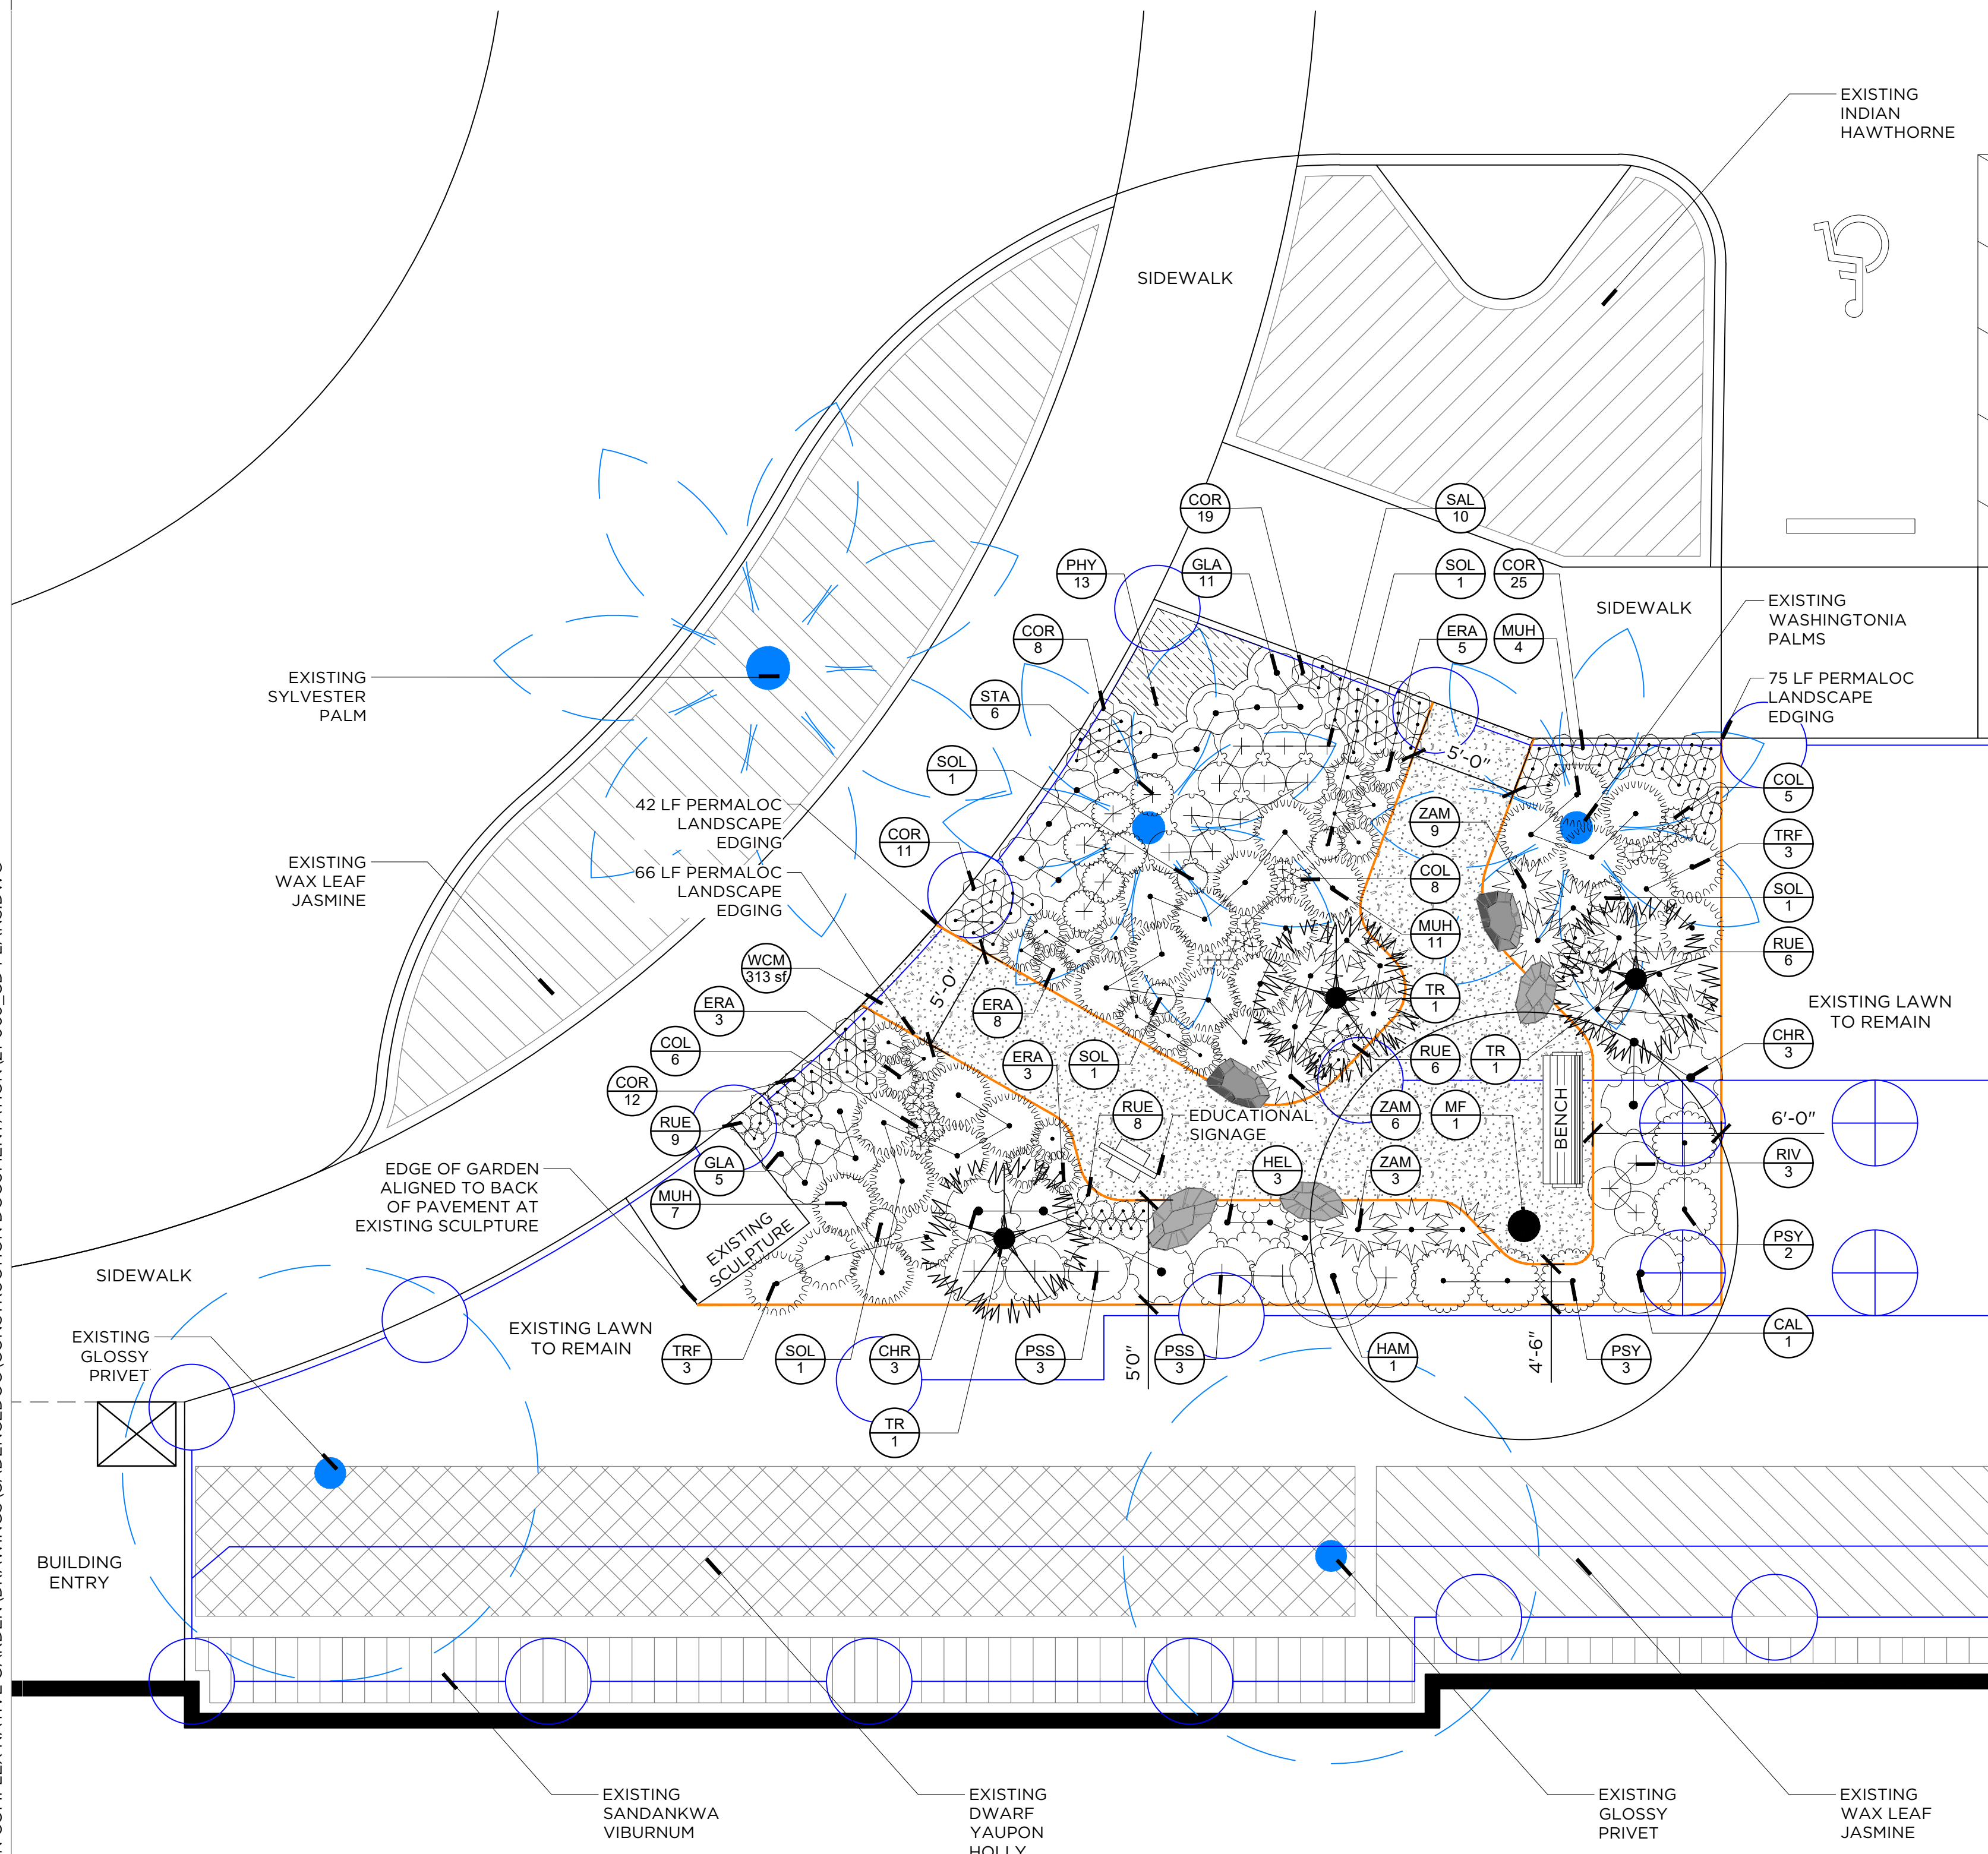 EXISTING
INDIAN
HAWTHORNE
SIDEWALK
COR
19
SAL
10
PHY
13
GLA
11
SOL
1
COR
25
EXISTING
WASHINGTONIA
PALMS
SIDEWALK
COR
8
ERA
5
MUH
4
EXISTING
SYLVESTER
PALM
STA
6
75 LF PERMALOC
LANDSCAPE
EDGING
SOL
1
5'-0"
COL
5
42 LF PERMALOC
LANDSCAPE
EDGING
COR
11
ZAM
9
TRF
3
EXISTING
WAX LEAF
JASMINE
66 LF PERMALOC
LANDSCAPE
EDGING
COL
8
SOL
1
MUH
11
RUE
6
WCM
313 sf
5'-0"
TR
1
EXISTING LAWN
TO REMAIN
ERA
3
ERA
8
COL
6
ERA
3
SOL
1
RUE
6
TR
1
CHR
3
COR
12
RUE
8
EDUCATIONAL
SIGNAGE
ZAM
6
MF
1
BENCH
6'-0"
RUE
9
GLA
5
HEL
3
ZAM
3
RIV
3
EDGE OF GARDEN
ALIGNED TO BACK
OF PAVEMENT AT
EXISTING SCULPTURE
MUH
7
EXISTING
SCULPTURE
PSY
2
SIDEWALK
EXISTING
GLOSSY
PRIVET
EXISTING LAWN
TO REMAIN
TRF
3
SOL
1
CHR
3
PSS
3
5'0"
PSS
3
HAM
1
4'-6"
PSY
3
CAL
1
TR
1
BUILDING
ENTRY
EXISTING
SANDANKWA
VIBURNUM
EXISTING
DWARF
YAUPON
HOLLY
EXISTING
GLOSSY
PRIVET
EXISTING
WAX LEAF
JASMINE